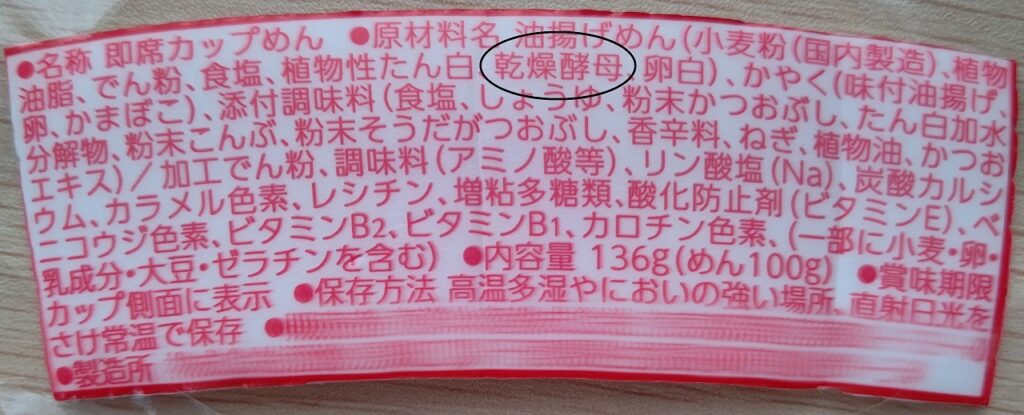 ●名称 即席カップめん ●原材料名 油揚げめん(小麦粉(国内製造)、植物
油脂、でん粉、食塩、植物性たん白、乾燥酵母、卵白)、かやく(味付油揚げ、
卵、かまぼこ)、添付調味料(食塩、しょうゆ、粉末かつおぶし、たん白加水
分解物、粉末こんぶ、粉末そうだがつおぶし、香辛料、ねぎ、植物油、かつお
エキス)/加工でん粉、調味料(アミノ酸等)、リン酸塩(Na)、炭酸カルシ
ウム、カラメル色素、レシチン、増粘多糖類、酸化防止剤(ビタミンE)、ベ
ニコウジ色素、ビタミンB2、ビタミンB1、カロチン色素、(一部に小麦・卵・
乳成分・大豆・ゼラチンを含む) ●内容量 136g(めん100g) ●賞味期限
カップ側面に表示 ●保存方法 高温多湿やにおいの強い場所、直射日光を
さけ常温で保存 ●
●製造所